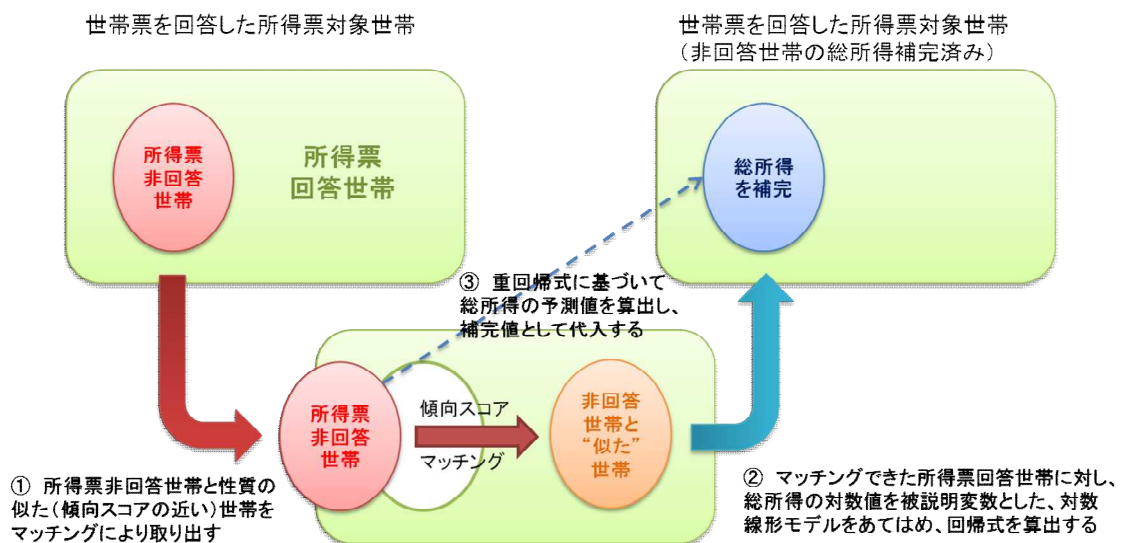 世帯票を回答した所得票対象世帯
世帯票を回答した所得票対象世帯
（非回答世帯の総所得補完済み）
所得票
非回答
世帯
所得票
回答世帯
総所得
を補完
③ 重回帰式に基づいて
総所得の予測値を算出し、
補完値として代入する
所得票
非回答
世帯
傾向スコア
マッチング
非回答
世帯と
“似た”
世帯
① 所得票非回答世帯と性質の
似た（傾向スコアの近い）世帯を
マッチングにより取り出す
② マッチングできた所得票回答世帯に対し、
総所得の対数値を被説明変数とした、対数
線形モデルをあてはめ、回帰式を算出する